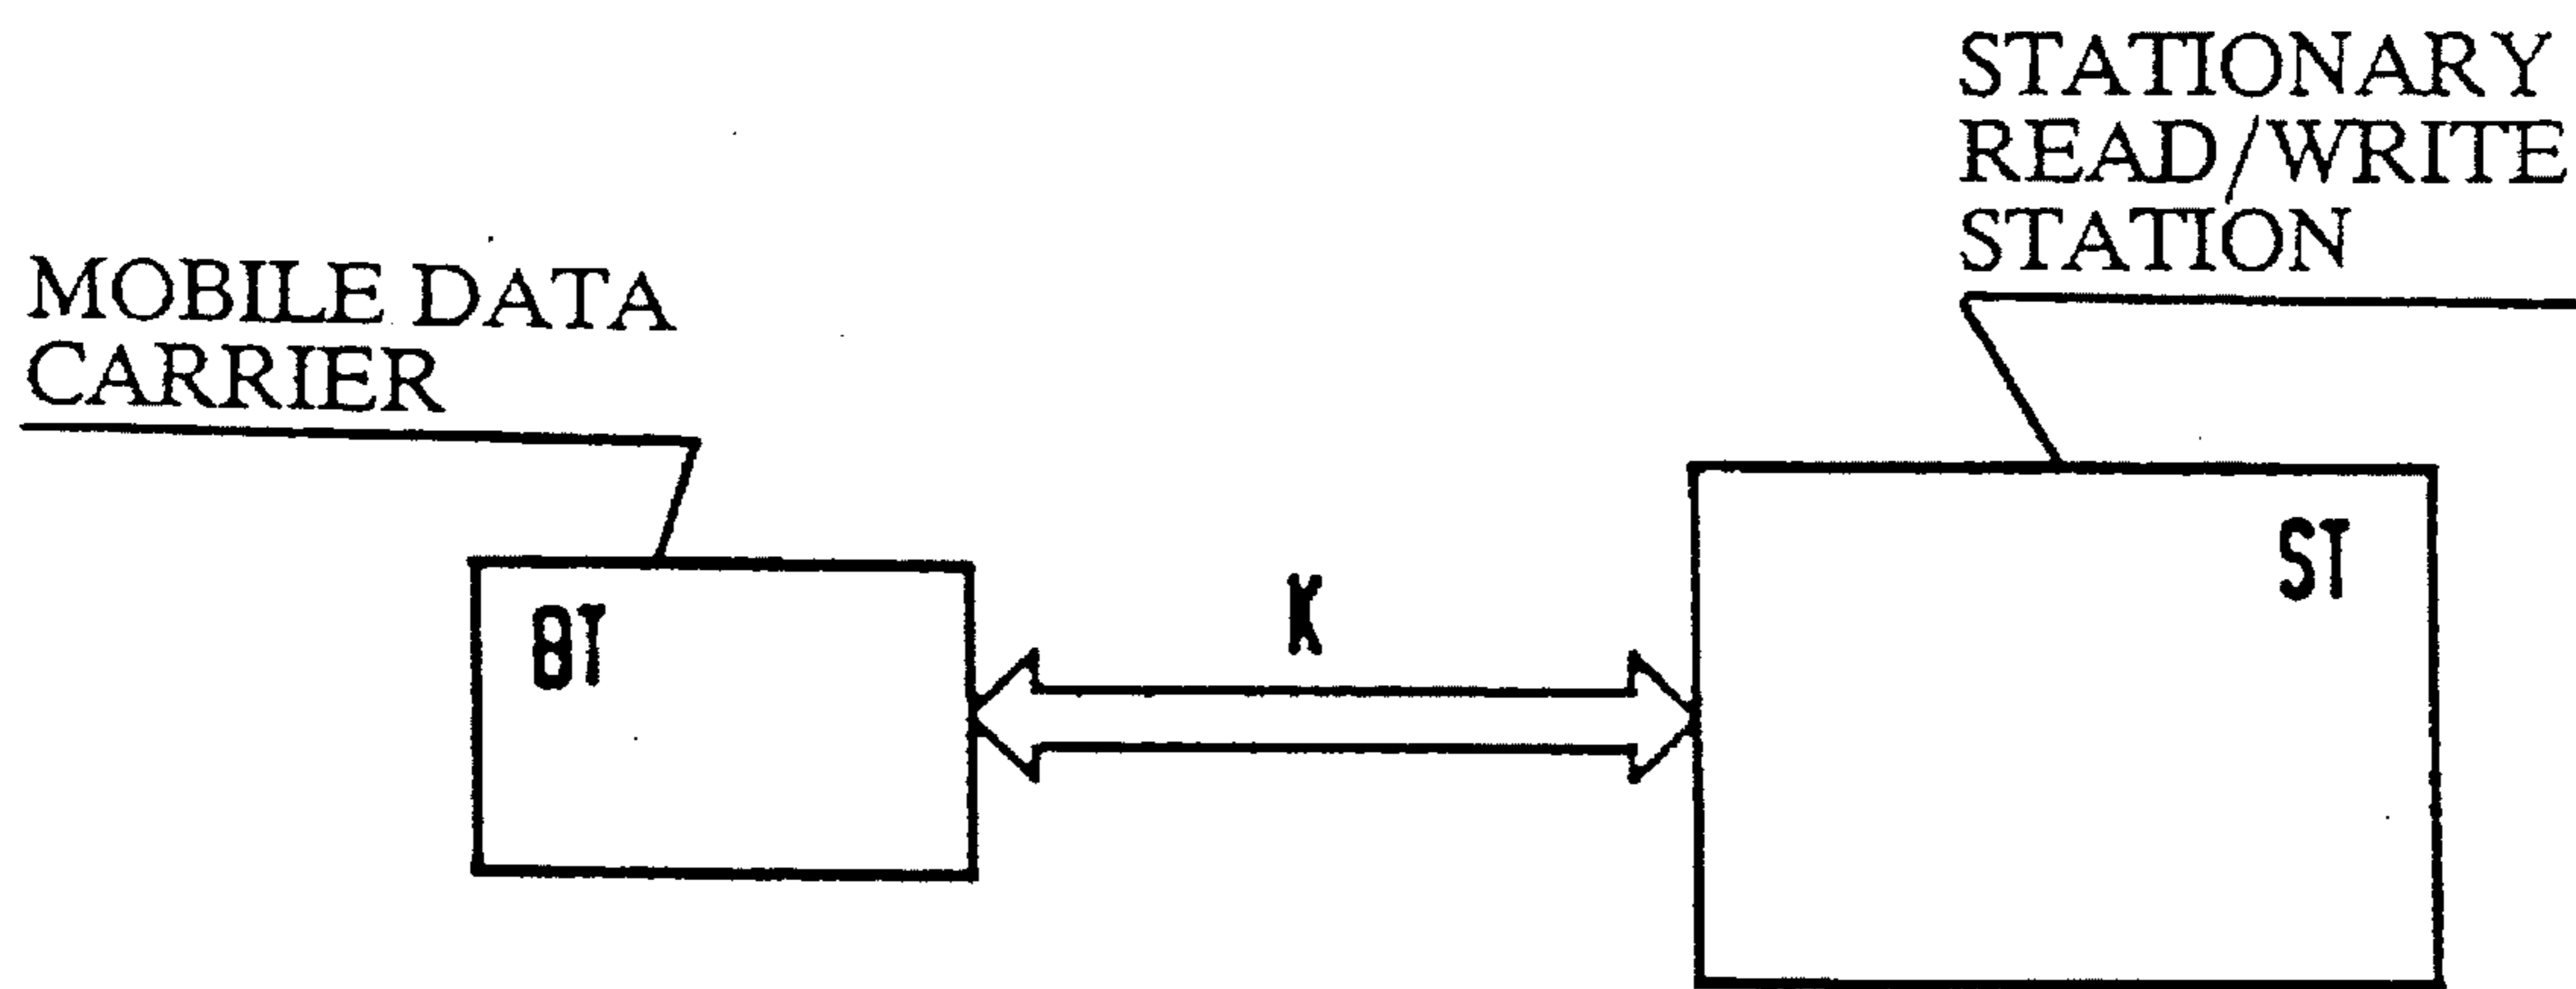 STATIONARY
READ/WRITE
STATION
MOBILE DATA
CARRIER
BT
K
ST